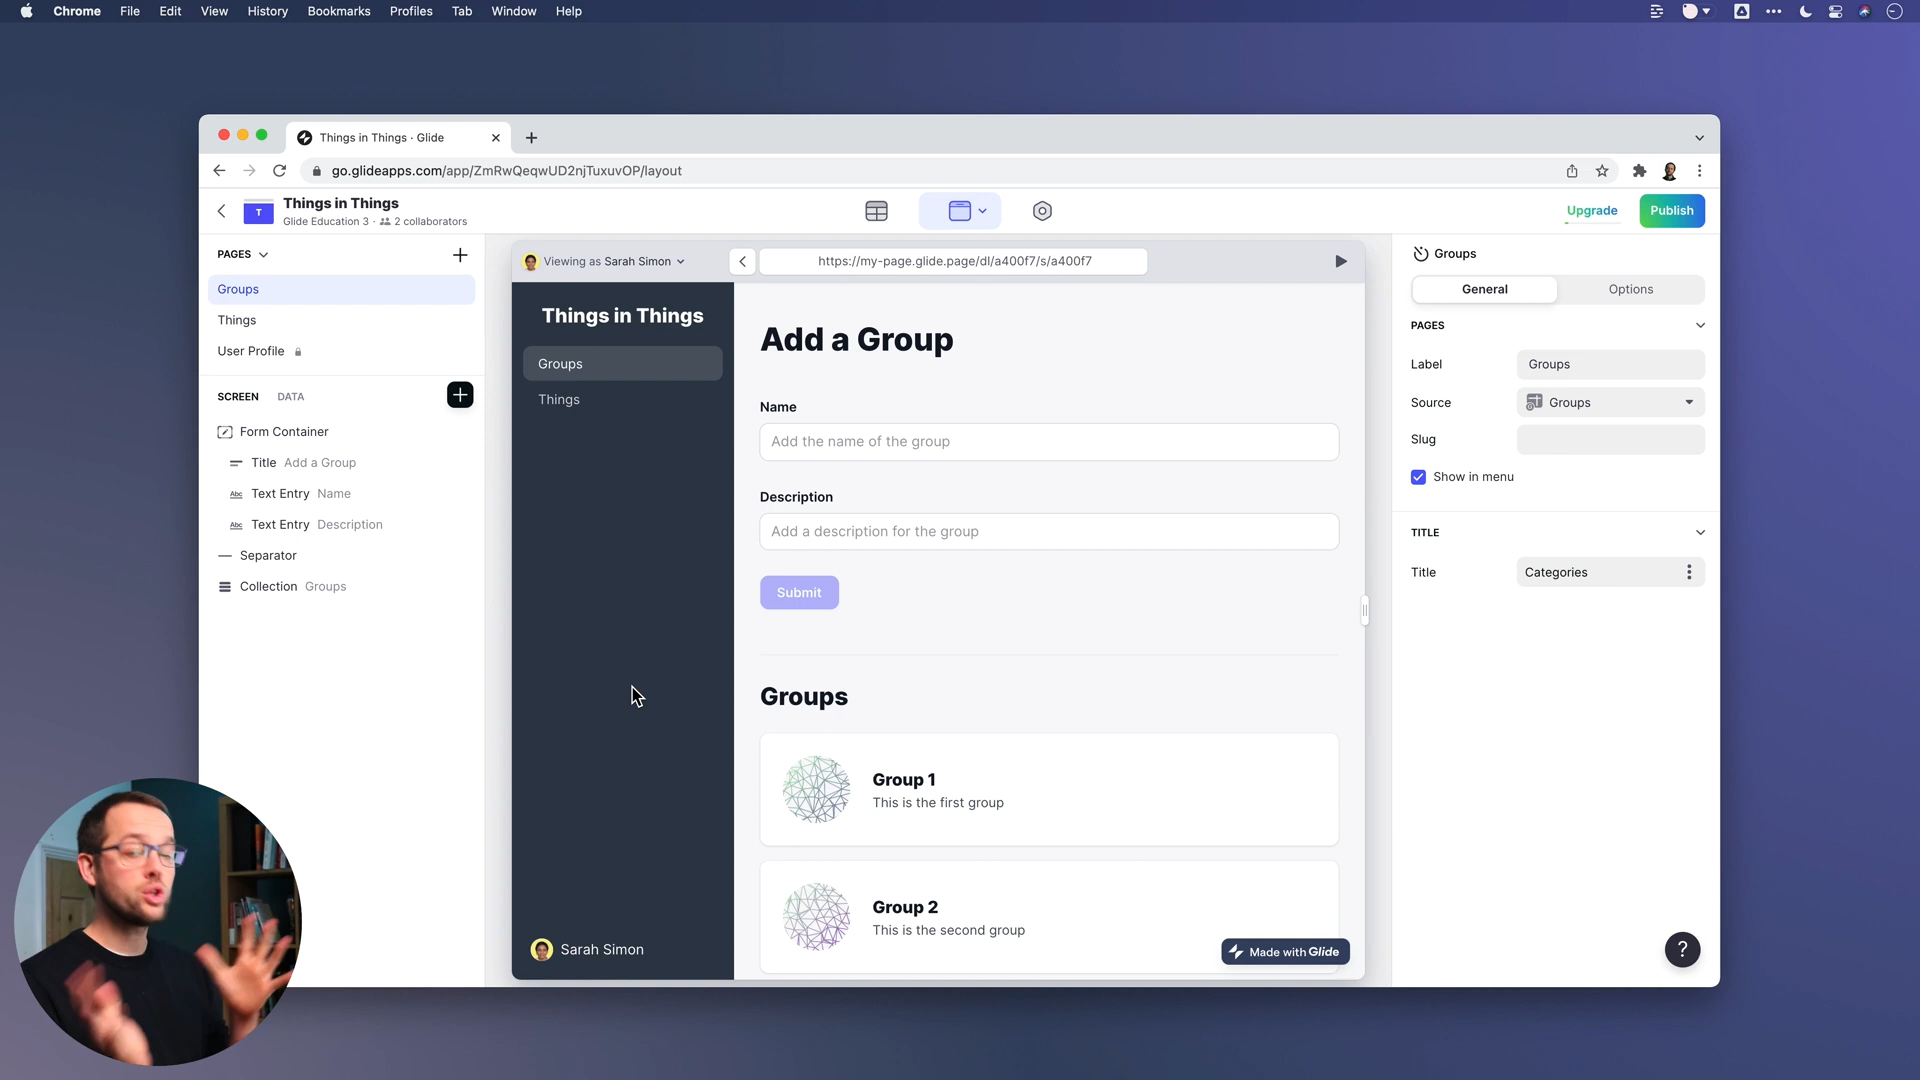 Chrome File Edit View History Bookmarks Profiles Tab Window Help
Things in Things · Glide
go.glideapps.com/app/ZmRwQeqwUD2njTuxuvOP/layout
T
Things in Things
Glide Education 3 · 2 collaborators
Upgrade
Publish
PAGES
Groups
Things
User Profile
SCREEN DATA
Form Container
Title Add a Group
Abc Text Entry Name
Abc Text Entry Description
Separator
Collection Groups
Viewing as Sarah Simon
https://my-page.glide.page/dl/a400f7/s/a400f7
Things in Things
Groups
Things
Sarah Simon
Add a Group
Name
Add the name of the group
Description
Add a description for the group
Submit
Groups
Group 1
This is the first group
Group 2
This is the second group
Made with Glide
Groups
General Options
PAGES
Label Groups
Source Groups
Slug
Show in menu
TITLE
Title Categories
?